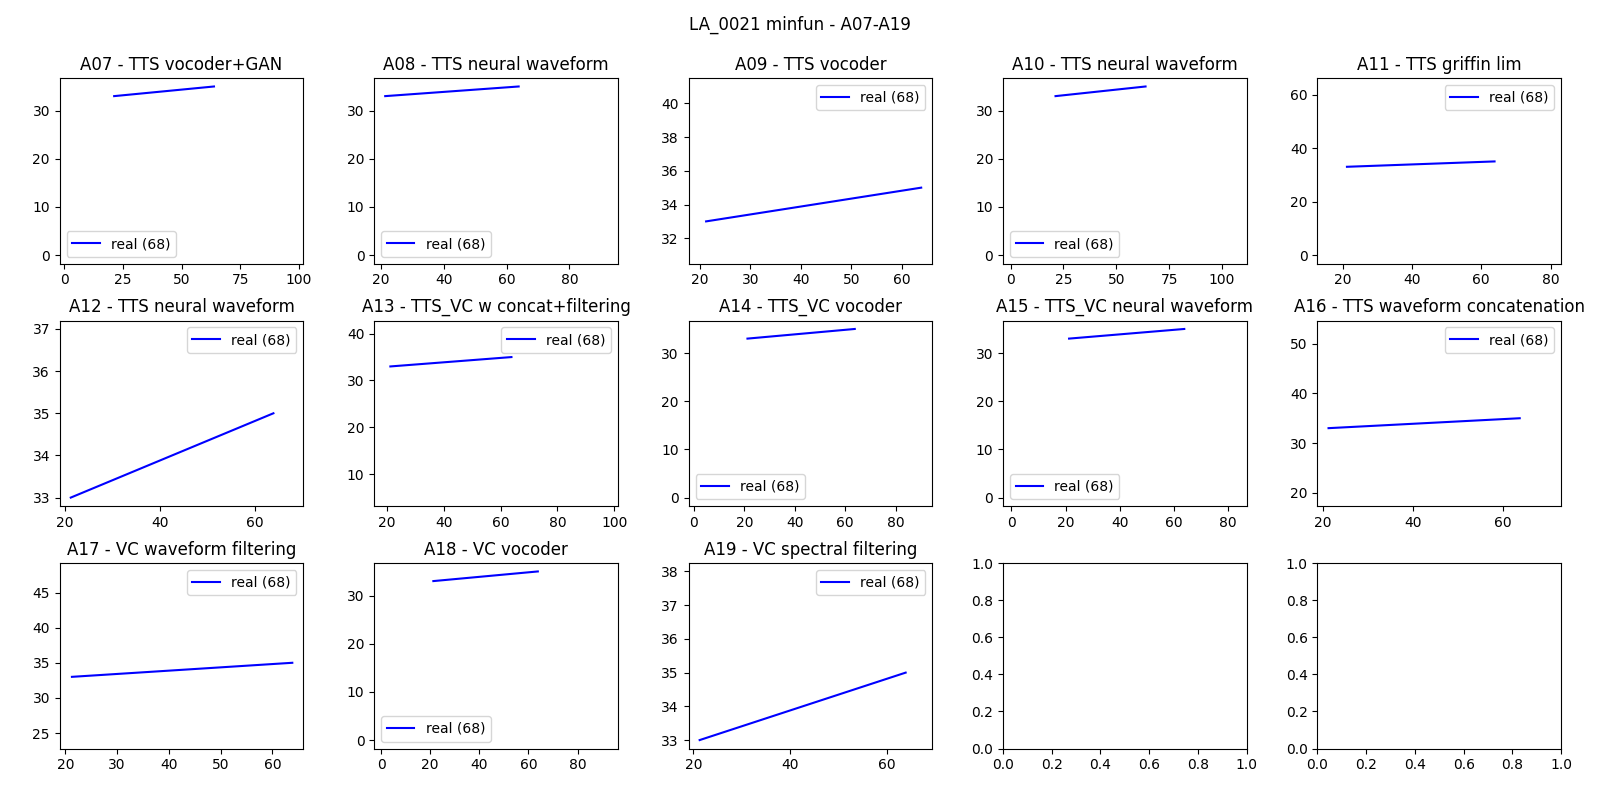 LA_0021 minfun - A07-A19
A07 - TTS vocoder+GAN
30
20
10
0
real (68)
0 25 50 75 100
A08 - TTS neural waveform
30
20
10
0
real (68)
20 40 60 80
A09 - TTS vocoder
real (68)
40
38
36
34
32
20 30 40 50 60
A10 - TTS neural waveform
30
20
10
0
real (68)
0 25 50 75 100
A11 - TTS griffin lim
real (68)
60
40
20
0
20 40 60 80
A12 - TTS neural waveform
real (68)
37
36
35
34
33
20 40 60
A13 - TTS_VC w concat+filtering
real (68)
40
30
20
10
20 40 60 80 100
A14 - TTS_VC vocoder
30
20
10
0
real (68)
0 20 40 60 80
A15 - TTS_VC neural waveform
30
20
10
0
real (68)
0 20 40 60 80
A16 - TTS waveform concatenation
real (68)
50
40
30
20
20 40 60
A17 - VC waveform filtering
real (68)
45
40
35
30
25
20 30 40 50 60
A18 - VC vocoder
30
20
10
0
real (68)
0 20 40 60 80
A19 - VC spectral filtering
real (68)
38
37
36
35
34
33
20 40 60
1.0
0.8
0.6
0.4
0.2
0.0
0.0 0.2 0.4 0.6 0.8 1.0
1.0
0.8
0.6
0.4
0.2
0.0
0.0 0.2 0.4 0.6 0.8 1.0